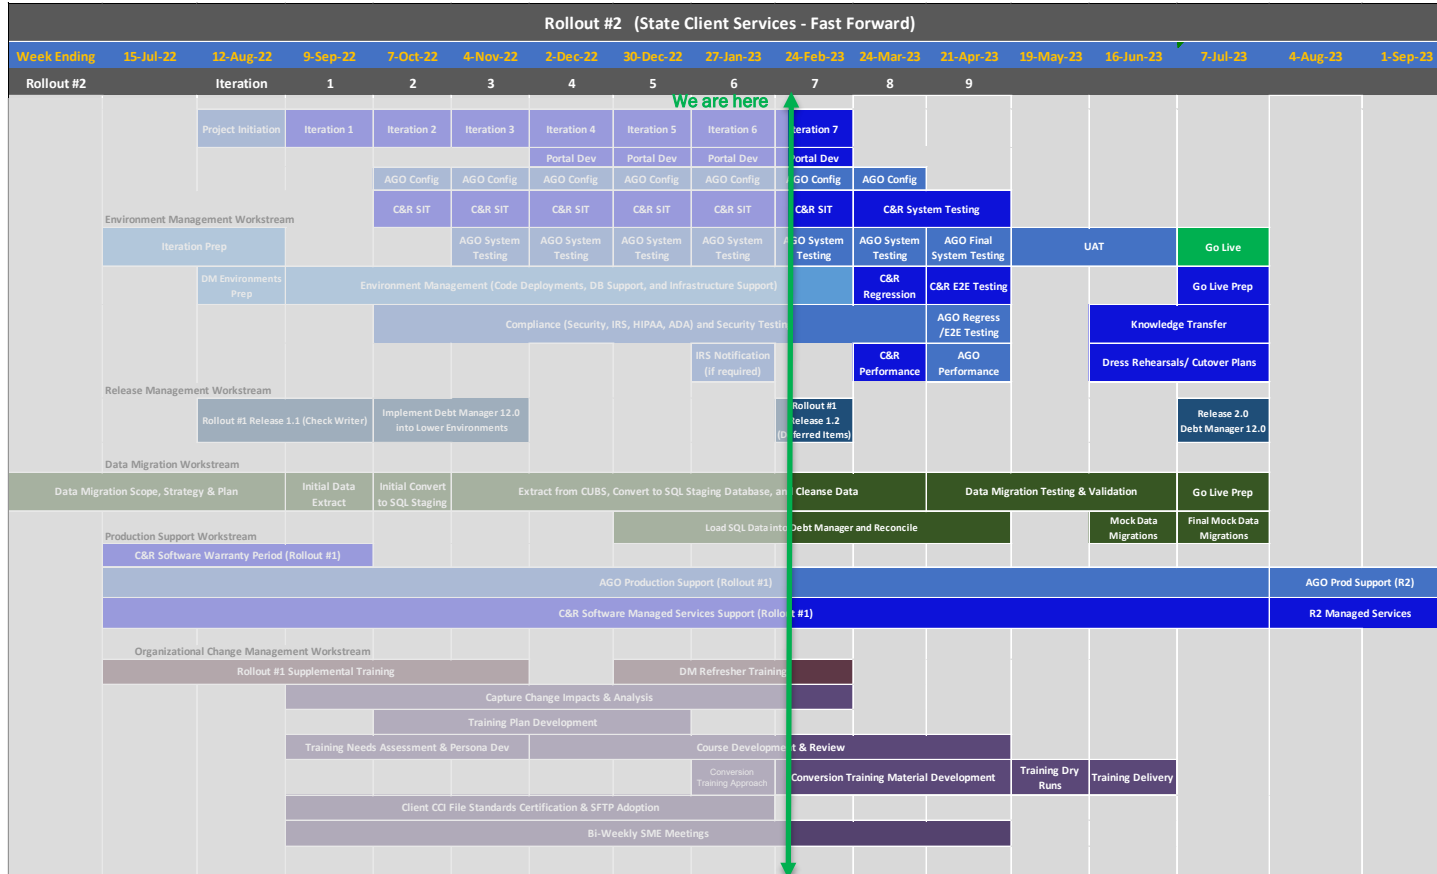 Rollout #2 (State Client Services - Fast Forward)
Week Ending 15-Jul-22 12-Aug-22 9-Sep-22 7-Oct-22 4-Nov-22 2-Dec-22 30-Dec-22 27-Jan-23 24-Feb-23 24-Mar-23 21-Apr-23 19-May-23 16-Jun-23 7-Jul-23 4-Aug-23 1-Sep-23
Rollout #2 Iteration 1 2 3 4 5 6 7 8 9
We are here
Project Initiation Iteration 1 Iteration 2 Iteration 3 Iteration 4 Iteration 5 Iteration 6 Iteration 7
Portal Dev Portal Dev Portal Dev Portal Dev
AGO Config AGO Config AGO Config AGO Config AGO Config AGO Config AGO Config
C&R SIT C&R SIT C&R SIT C&R SIT C&R SIT C&R SIT C&R System Testing
Environment Management Workstream
Iteration Prep
AGO System Testing
AGO System Testing
AGO System Testing
AGO System Testing
AGO System Testing
AGO System Testing
AGO Final System Testing
UAT
Go Live
DM Environments
Prep
Environment Management (Code Deployments, DB Support, and Infrastructure Support)
C&R
Regression
C&R E2E Testing
Go Live Prep
Compliance (Security, IRS, HIPAA, ADA) and Security Testin
AGO Regress
/E2E Testing
Knowledge Transfer
IRS Notification
(if required)
C&R
Performance
AGO
Performance
Dress Rehearsals/ Cutover Plans
Release Management Workstream
Rollout #1 Release 1.1 (Check Writer)
Implement Debt Manager 12.0
into Lower Environments
Rollout #1
Release 1.2
(Deferred Items)
Release 2.0
Debt Manager 12.0
Data Migration Workstream
Data Migration Scope, Strategy & Plan
Initial Data
Extract
Initial Convert
to SQL Staging
Extract from CUBS, Convert to SQL Staging Database, and Cleanse Data
Data Migration Testing & Validation
Go Live Prep
Load SQL Data into Debt Manager and Reconcile
Mock Data
Migrations
Final Mock Data
Migrations
Production Support Workstream
C&R Software Warranty Period (Rollout #1)
AGO Production Support (Rollout #1)
AGO Prod Support (R2)
C&R Software Managed Services Support (Rollout #1)
R2 Managed Services
Organizational Change Management Workstream
Rollout #1 Supplemental Training
DM Refresher Training
Capture Change Impacts & Analysis
Training Plan Development
Training Needs Assessment & Persona Dev
Course Development & Review
Conversion
Training Approach
Conversion Training Material Development
Training Dry
Runs
Training Delivery
Client CCI File Standards Certification & SFTP Adoption
Bi-Weekly SME Meetings